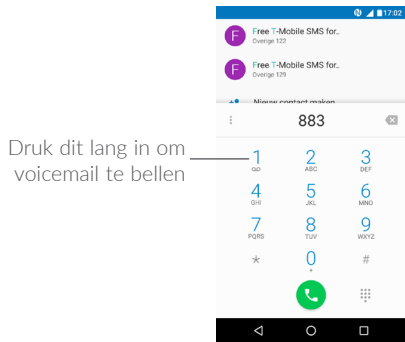 17:02
F
Free T-Mobile SMS for..
Overige 122
F
Free T-Mobile SMS for..
Overige 129
Nieuw contact maken
883
Druk dit lang in om
voicemail te bellen
1 2 3
ABC DEF
4 5 6
GHI JKL MNO
7 8 9
PQRS TUV WXYZ
* 0 #
+